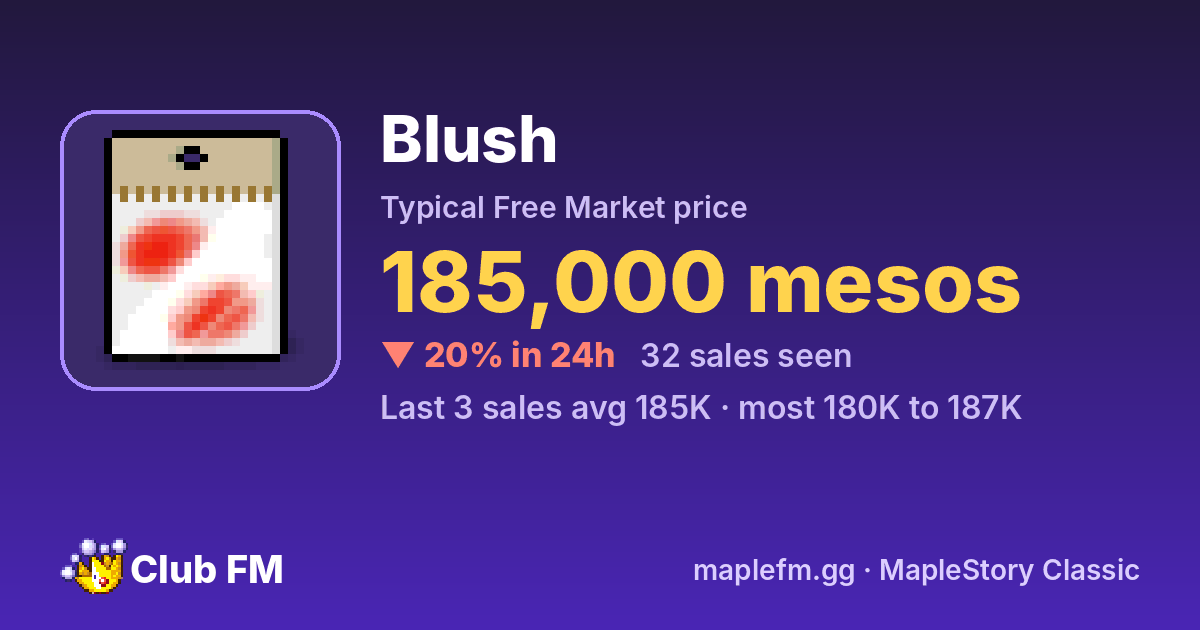 Blush
Typical Free Market price
185,000 mesos
▼ 20% in 24h 32 sales seen
Last 3 sales avg 185K · most 180K to 187K
Club FM
maplefm.gg · MapleStory Classic